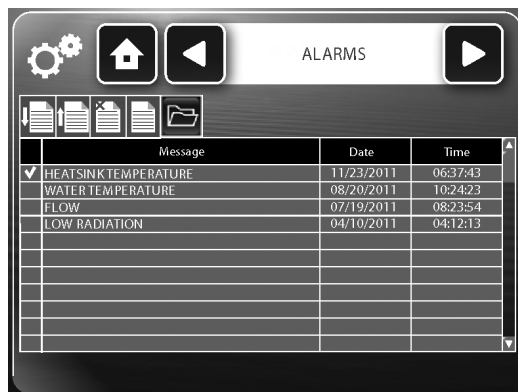 ALARMS
Message Date Time
HEATSINK TEMPERATURE 11/23/2011 06:37:43
WATER TEMPERATURE 08/20/2011 10:24:23
FLOW 07/19/2011 08:23:54
LOW RADIATION 04/10/2011 04:12:13